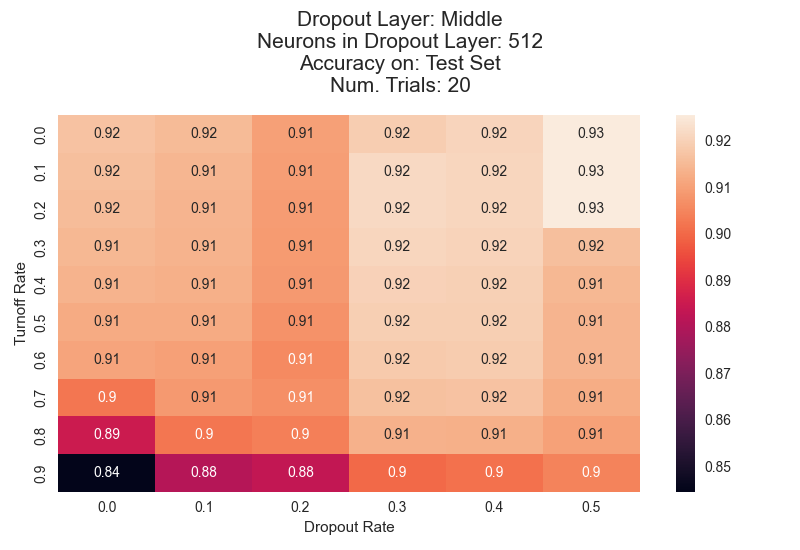 Dropout Layer: Middle
Neurons in Dropout Layer: 512
Accuracy on: Test Set
Num. Trials: 20
Turnoff Rate
0.0 0.92 0.92 0.91 0.92 0.92 0.93
0.1 0.92 0.91 0.91 0.92 0.92 0.93
0.2 0.92 0.91 0.91 0.92 0.92 0.93
0.3 0.91 0.91 0.91 0.92 0.92 0.92
0.4 0.91 0.91 0.91 0.92 0.92 0.91
0.5 0.91 0.91 0.91 0.92 0.92 0.91
0.6 0.91 0.91 0.91 0.92 0.92 0.91
0.7 0.9 0.91 0.91 0.92 0.92 0.91
0.8 0.89 0.9 0.9 0.91 0.91 0.91
0.9 0.84 0.88 0.88 0.9 0.9 0.9
0.0 0.1 0.2 0.3 0.4 0.5
Dropout Rate
0.92
0.91
0.90
0.89
0.88
0.87
0.86
0.85